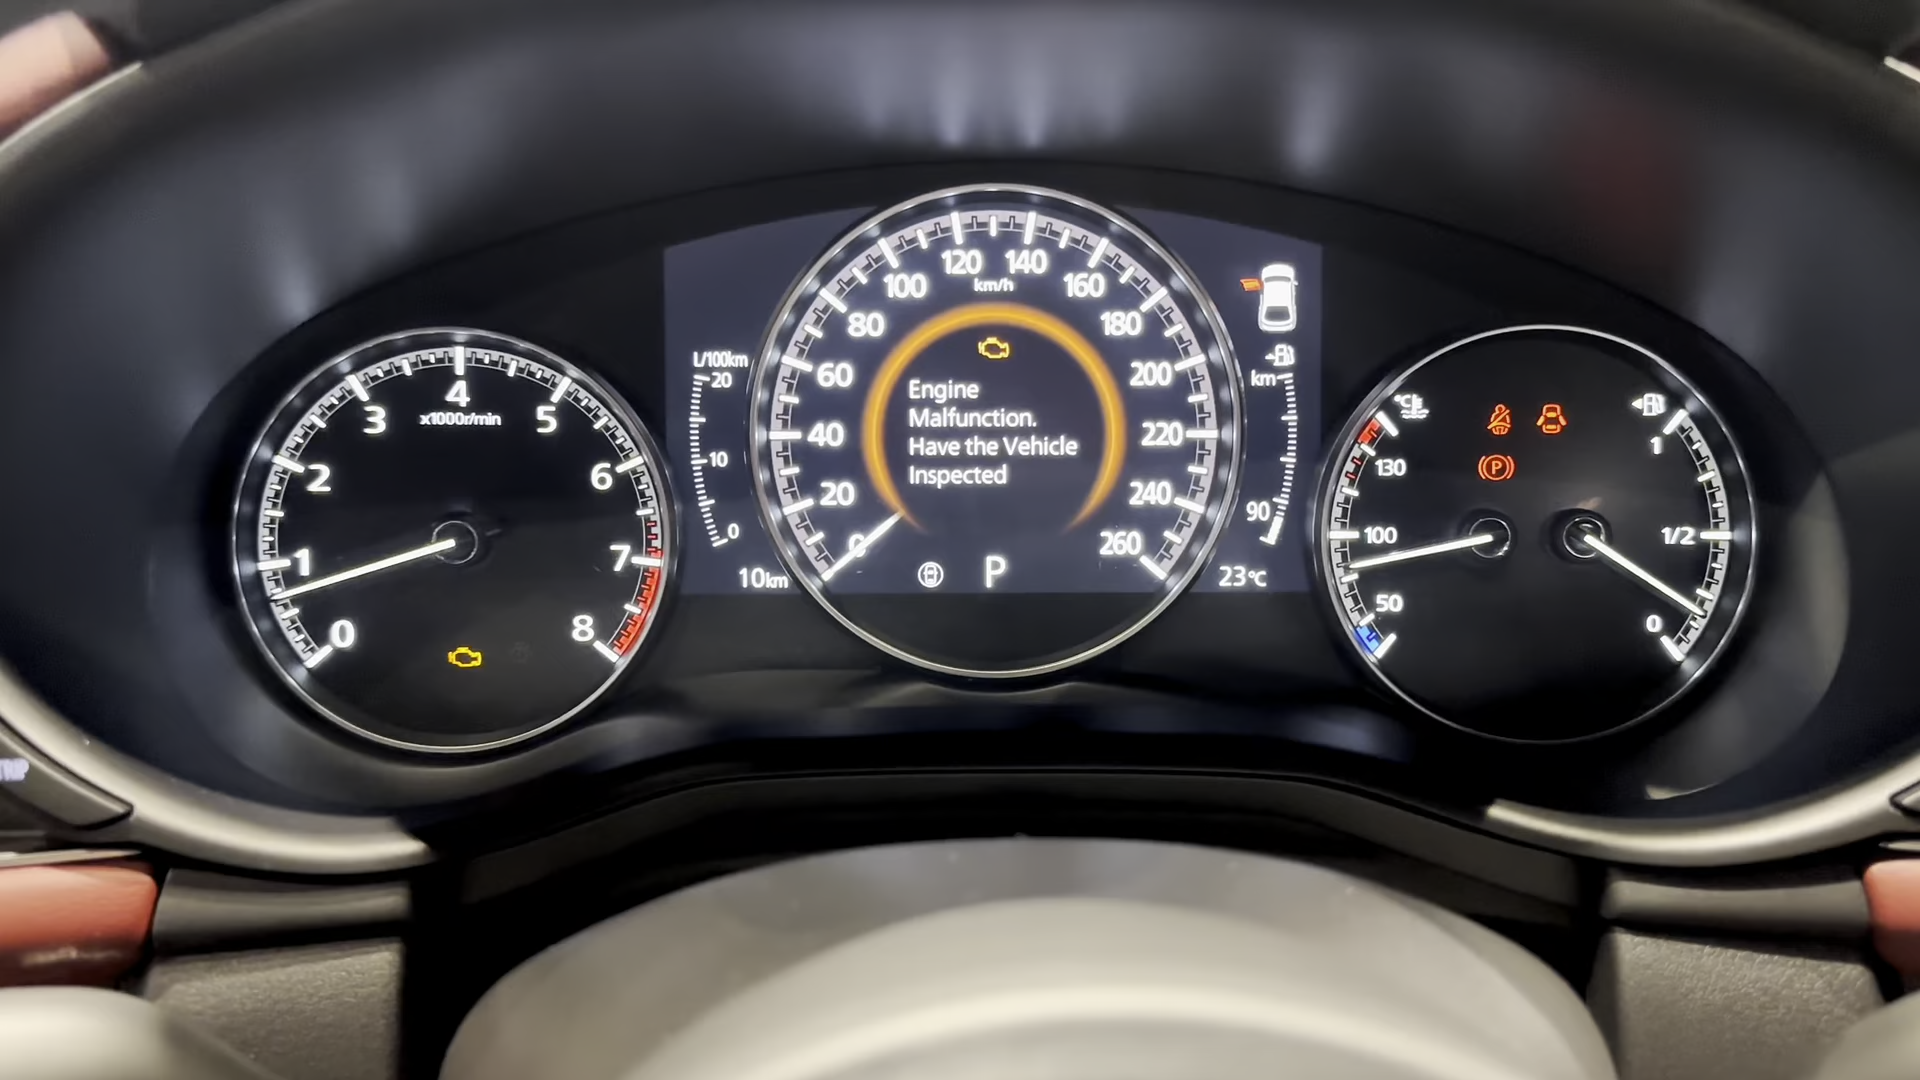 0
1
2
3
4
5
6
7
8
x1000r/min
L/100km
20
10
0
10km
0
20
40
60
80
100
120
140
160
180
200
220
240
260
km/h
Engine
Malfunction.
Have the Vehicle
Inspected
P
km
90
23°C
°C
130
100
50
P
1
1/2
0
TRIP